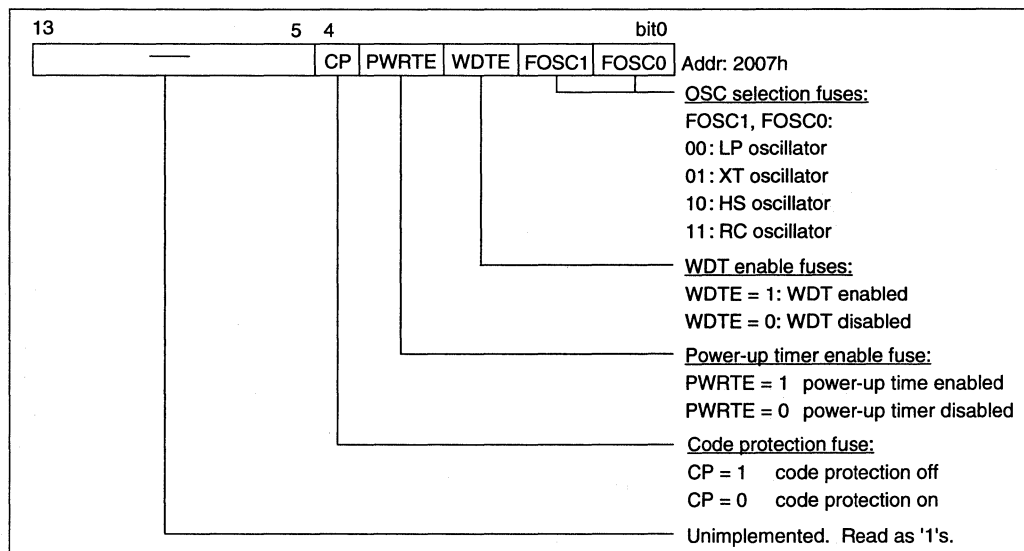 13 5 4 bit0
— CP PWRTE WDTE FOSC1 FOSC0 Addr: 2007h
OSC selection fuses:
FOSC1, FOSC0:
00: LP oscillator
01: XT oscillator
10: HS oscillator
11: RC oscillator
WDT enable fuses:
WDTE = 1: WDT enabled
WDTE = 0: WDT disabled
Power-up timer enable fuse:
PWRTE = 1 power-up time enabled
PWRTE = 0 power-up timer disabled
Code protection fuse:
CP = 1 code protection off
CP = 0 code protection on
Unimplemented. Read as '1's.